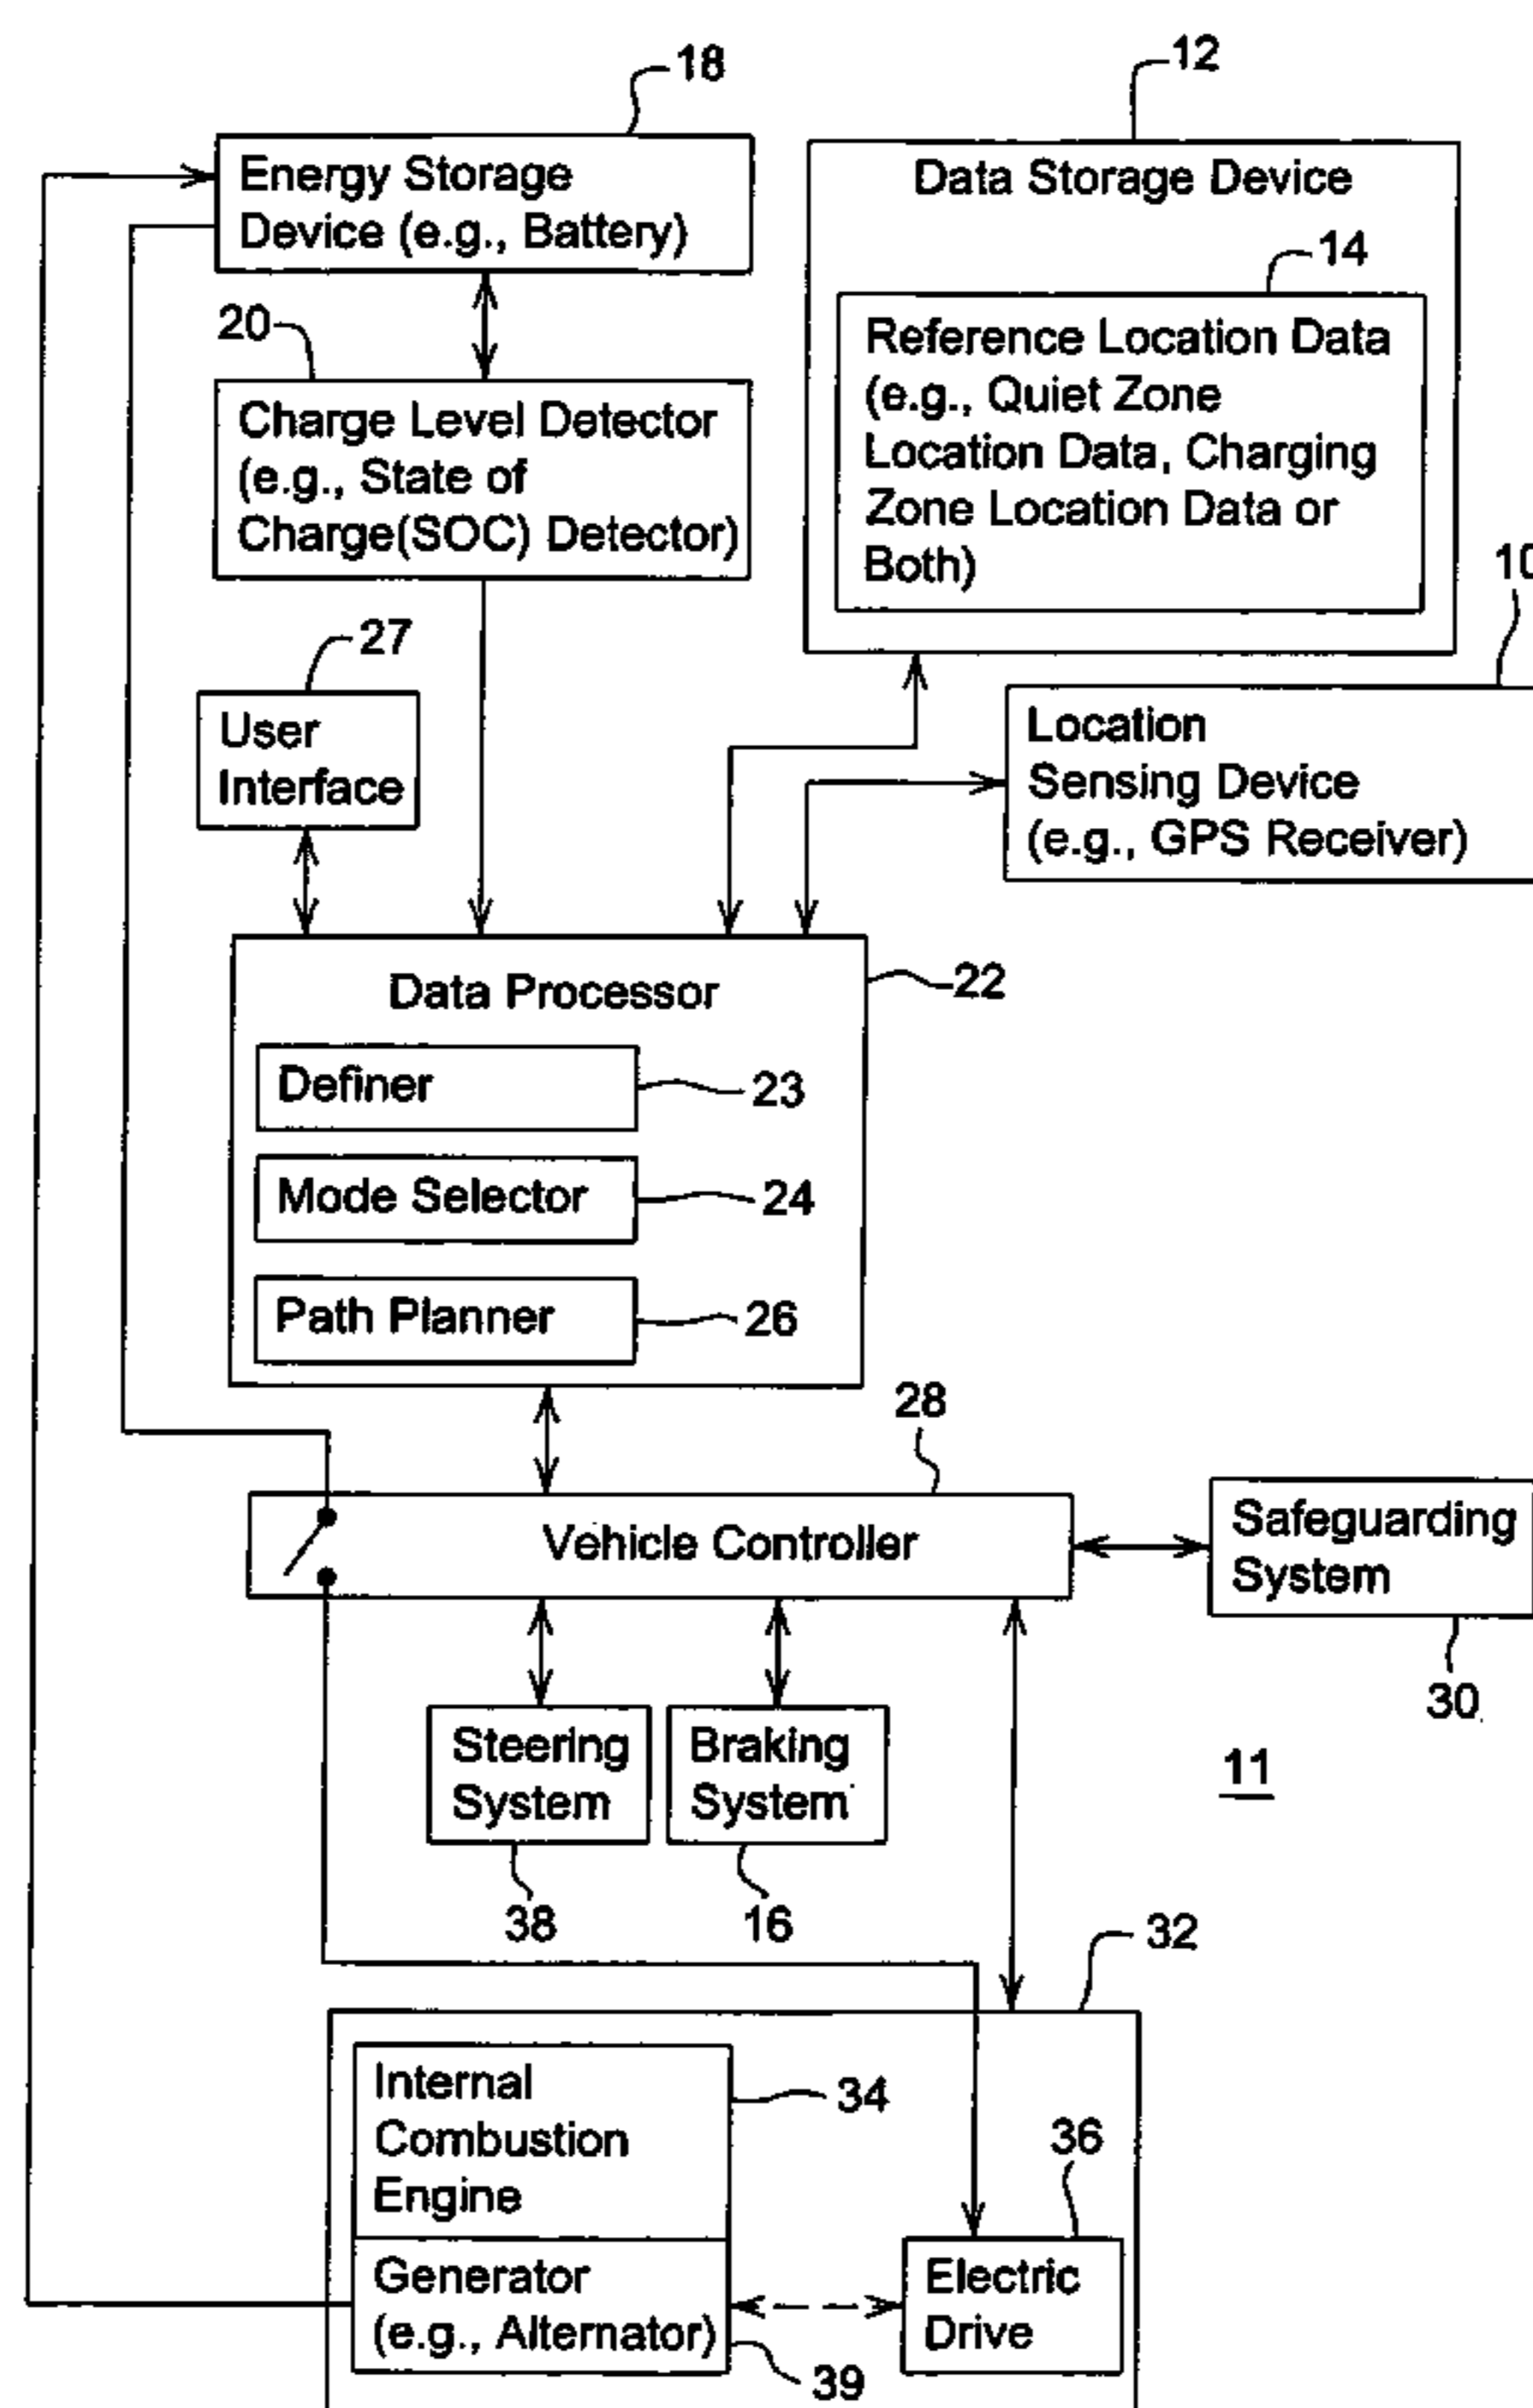 18
12
Energy Storage
Device (e.g., Battery)
Data Storage Device
14
Reference Location Data
(e.g., Quiet Zone
Location Data, Charging
Zone Location Data or
Both)
20
Charge Level Detector
(e.g., State of
Charge(SOC) Detector)
10
27
User
Interface
Location
Sensing Device
(e.g., GPS Receiver)
Data Processor
22
Definer
23
Mode Selector
24
Path Planner
26
28
Vehicle Controller
Safeguarding
System
30
Steering
System
Braking
System
11
38
16
32
Internal
Combustion
Engine
34
36
Generator
(e.g., Alternator)
Electric
Drive
39